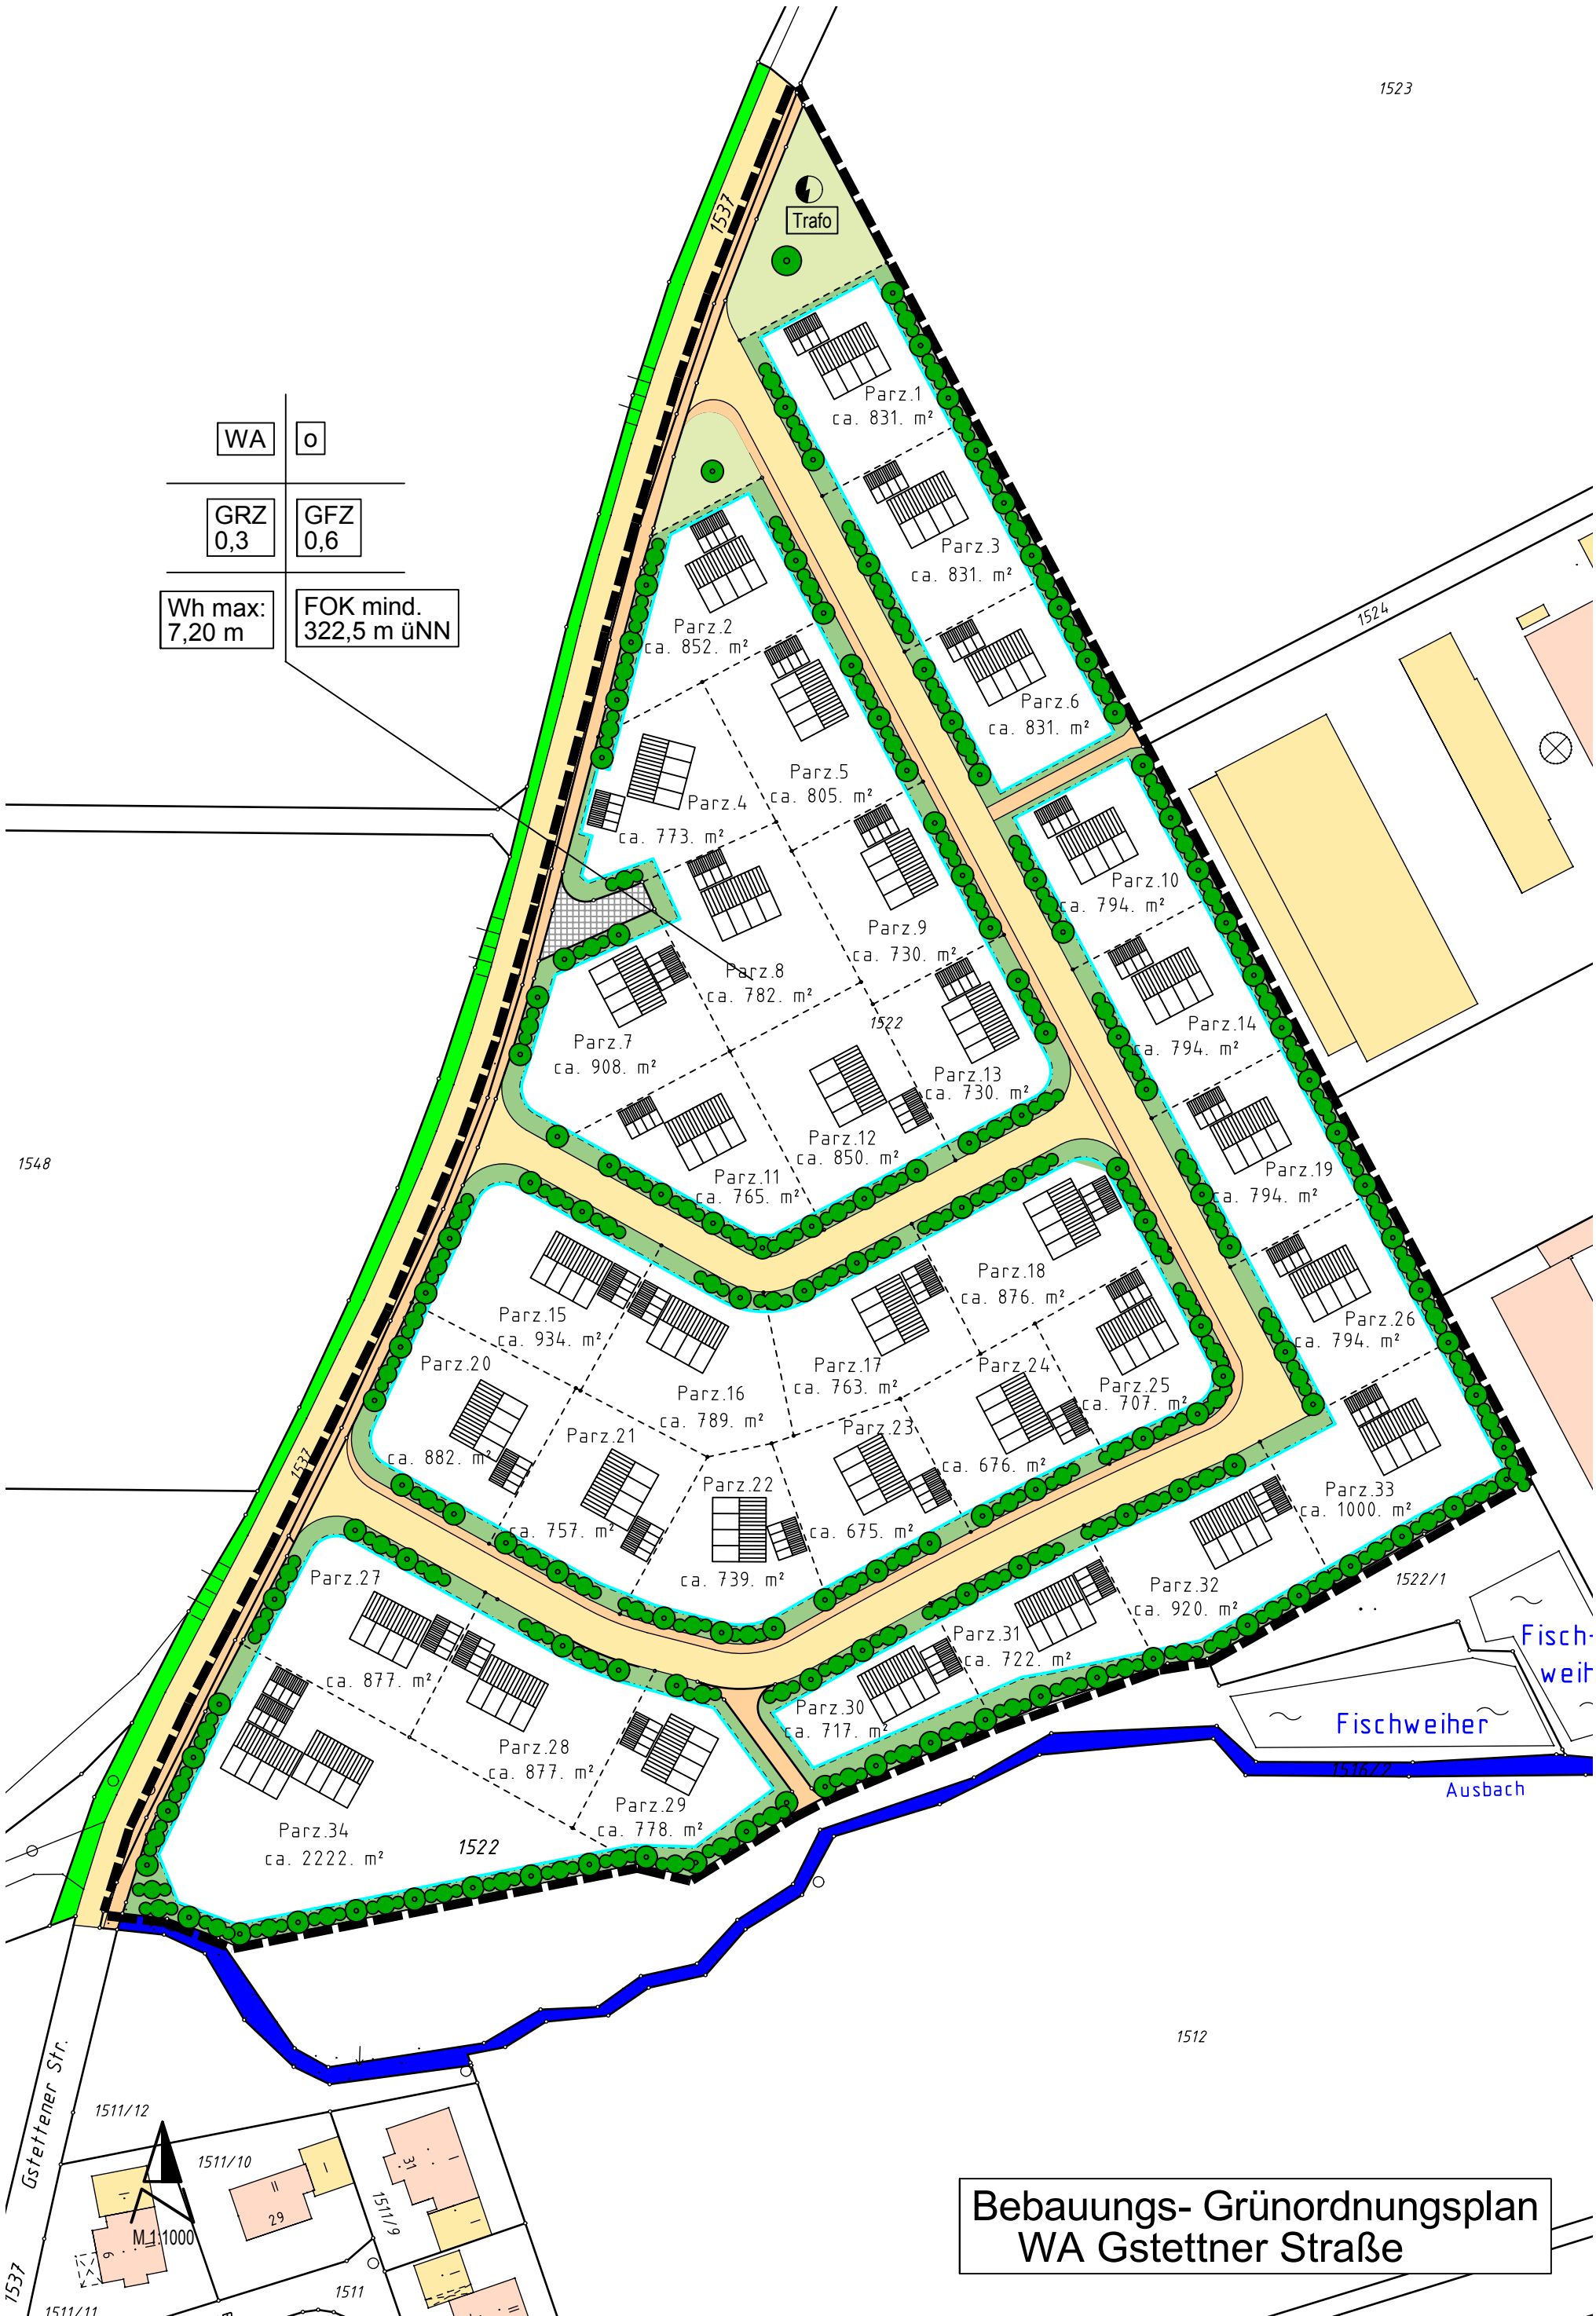 1523
1537
Trafo
WA
o
GRZ
0,3
GFZ
0,6
Wh max:
7,20 m
FOK mind.
322,5 m üNN
Parz.1
ca. 831. m²
Parz.3
ca. 831. m²
Parz.2
ca. 852. m²
Parz.6
ca. 831. m²
1524
Parz.5
ca. 805. m²
Parz.4
ca. 773. m²
Parz.10
ca. 794. m²
Parz.9
ca. 730. m²
Parz.8
ca. 782. m²
1522
Parz.14
ca. 794. m²
Parz.7
ca. 908. m²
Parz.13
ca. 730. m²
Parz.12
ca. 850. m²
1548
Parz.11
ca. 765. m²
Parz.19
ca. 794. m²
Parz.18
ca. 876. m²
Parz.15
ca. 934. m²
Parz.26
ca. 794. m²
Parz.20
ca. 882. m²
Parz.17
ca. 763. m²
Parz.24
ca. 676. m²
Parz.25
ca. 707. m²
Parz.16
ca. 789. m²
Parz.21
ca. 757. m²
Parz.23
ca. 675. m²
1537
Parz.22
ca. 739. m²
Parz.33
ca. 1000. m²
1522/1
Parz.27
ca. 877. m²
Parz.32
ca. 920. m²
Parz.31
ca. 722. m²
Fisch-
weih
Parz.30
ca. 717. m²
Fischweiher
Parz.28
ca. 877. m²
1516/2
Ausbach
Parz.29
ca. 778. m²
Parz.34
ca. 2222. m²
1522
1512
Gstettener Str.
1511/12
1511/10
31
1511/9
29
6
M 1:1000
1537
1511
1511/11
Bebauungs- Grünordnungsplan
WA Gstettner Straße